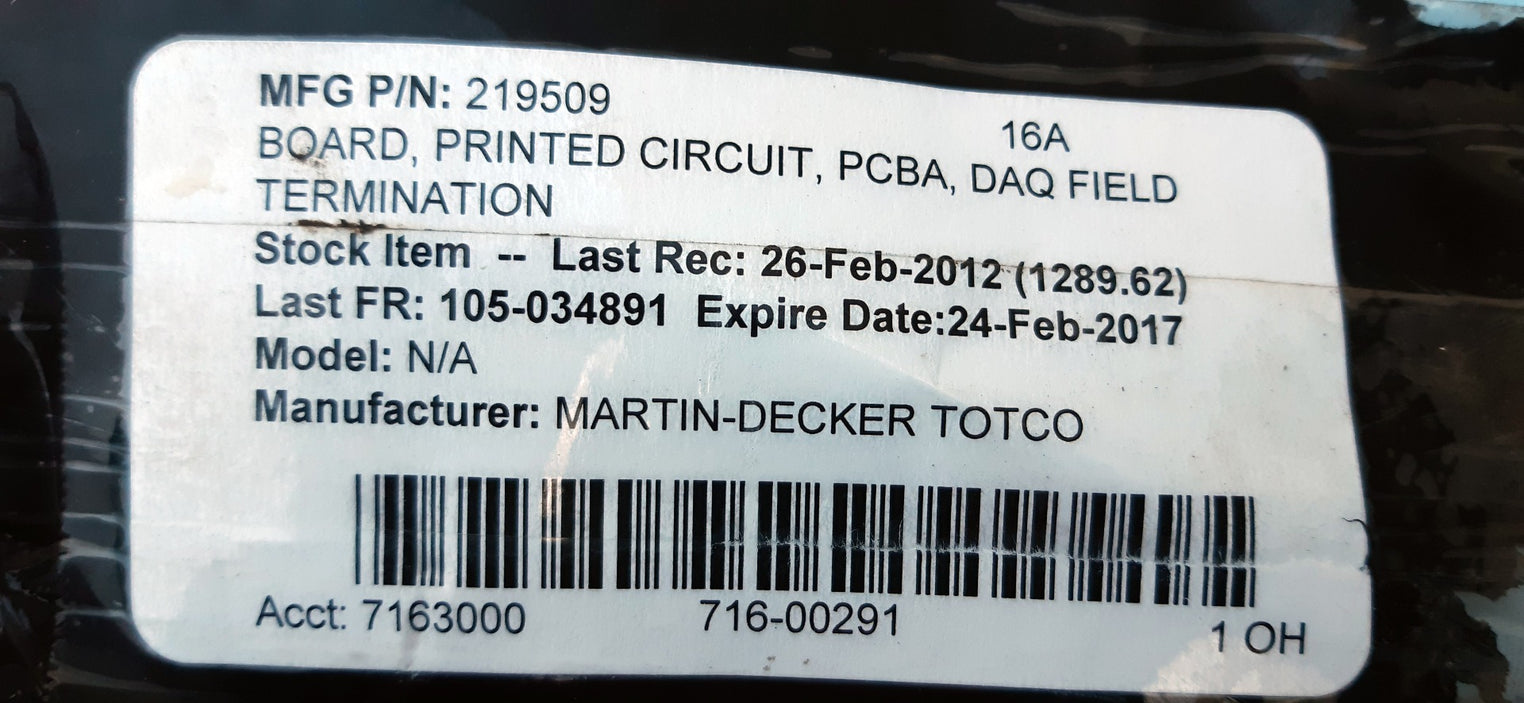 MFG P/N: 219509
16A
BOARD, PRINTED CIRCUIT, PCBA, DAQ FIELD
TERMINATION
Stock Item -- Last Rec: 26-Feb-2012 (1289.62)
Last FR: 105-034891 Expire Date:24-Feb-2017
Model: N/A
Manufacturer: MARTIN-DECKER TOTCO
Acct: 7163000 716-00291 1 OH